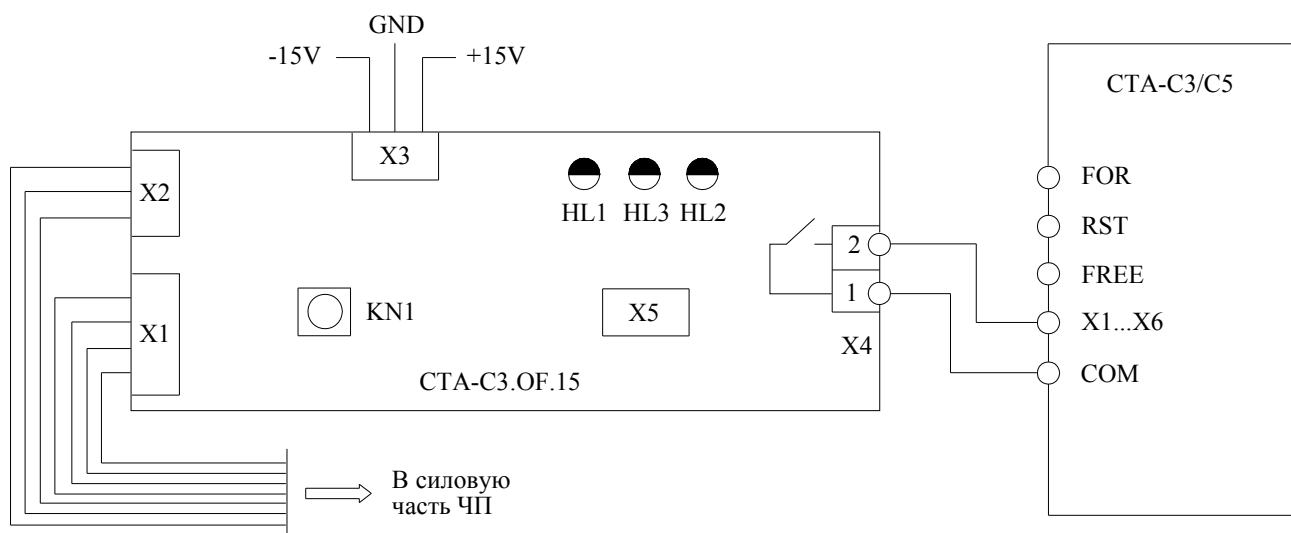 GND
-15V
+15V
CTA-C3/C5
X3
X2
FOR
HL1
HL3
HL2
RST
2
FREE
X1
KN1
X5
1
X1...X6
X4
COM
CTA-C3.OF.15
В силовую
часть ЧП